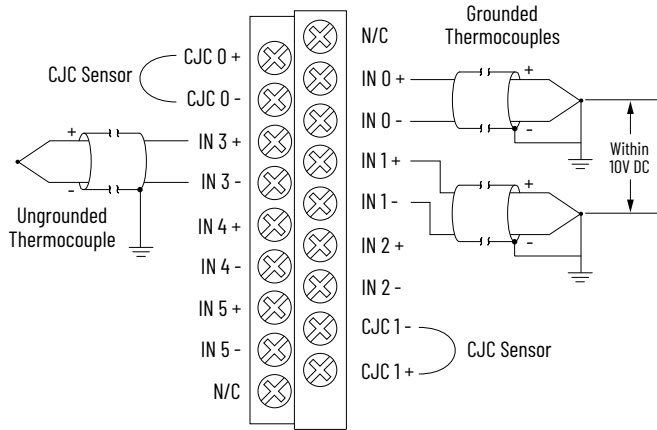 Grounded
Thermocouples
N/C
CJC 0 +
CJC Sensor
CJC 0 -
IN 0 +
+
IN 0 -
-
Within
10V DC
+
IN 3 +
IN 3 -
-
Ungrounded
Thermocouple
IN 1 +
+
IN 1 -
-
IN 4 +
IN 2 +
IN 4 -
IN 2 -
IN 5 +
CJC 1 -
CJC Sensor
IN 5 -
CJC 1 +
N/C